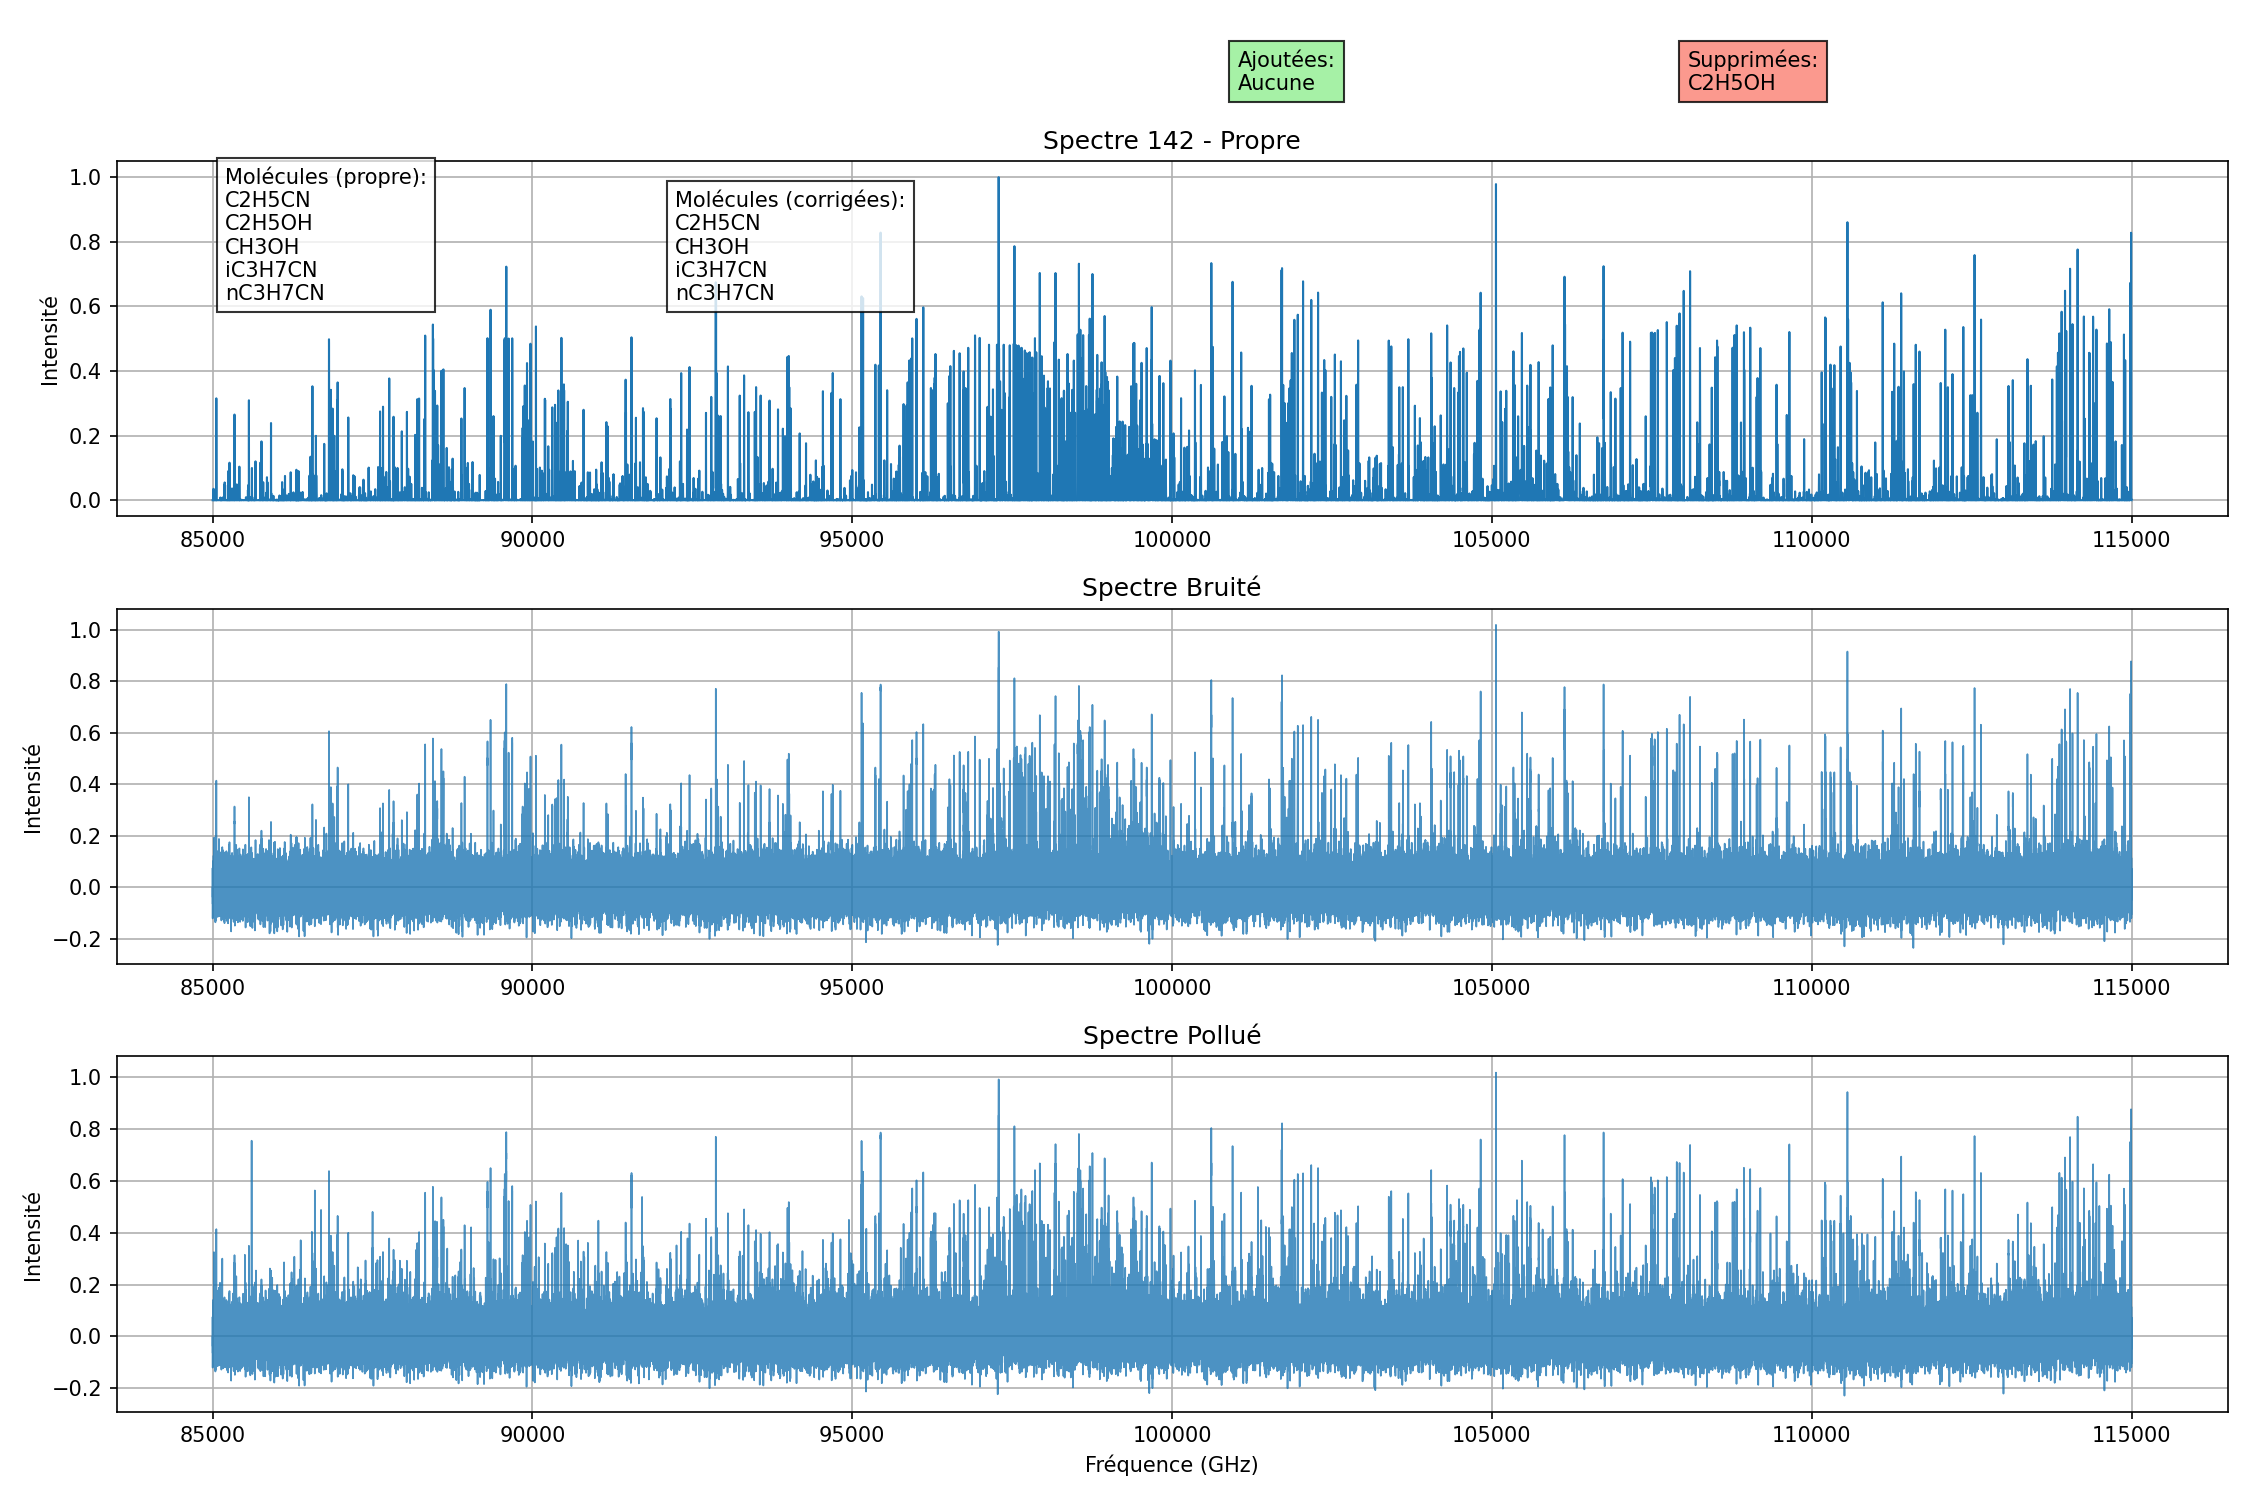 Ajoutées:
Aucune
Supprimées:
C2H5OH
Spectre 142 - Propre
Molécules (propre):
C2H5CN
C2H5OH
CH3OH
iC3H7CN
nC3H7CN
Molécules (corrigées):
C2H5CN
CH3OH
iC3H7CN
nC3H7CN
Intensité
1.0
0.8
0.6
0.4
0.2
0.0
85000 90000 95000 100000 105000 110000 115000
Spectre Bruité
Intensité
1.0
0.8
0.6
0.4
0.2
0.0
−0.2
85000 90000 95000 100000 105000 110000 115000
Spectre Pollué
Intensité
1.0
0.8
0.6
0.4
0.2
0.0
−0.2
85000 90000 95000 100000 105000 110000 115000
Fréquence (GHz)